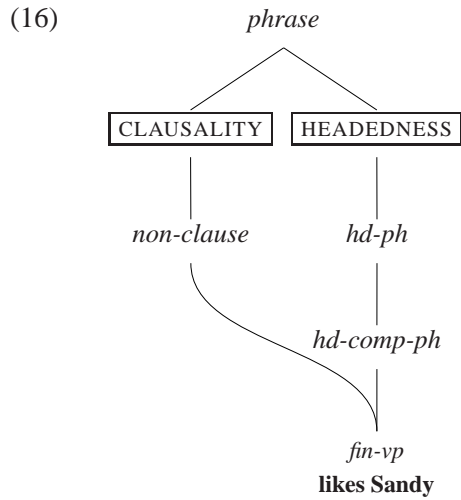 (16) phrase
CLAUSALITY HEADEDNESS
non-clause hd-ph
hd-comp-ph
fin-vp
likes Sandy